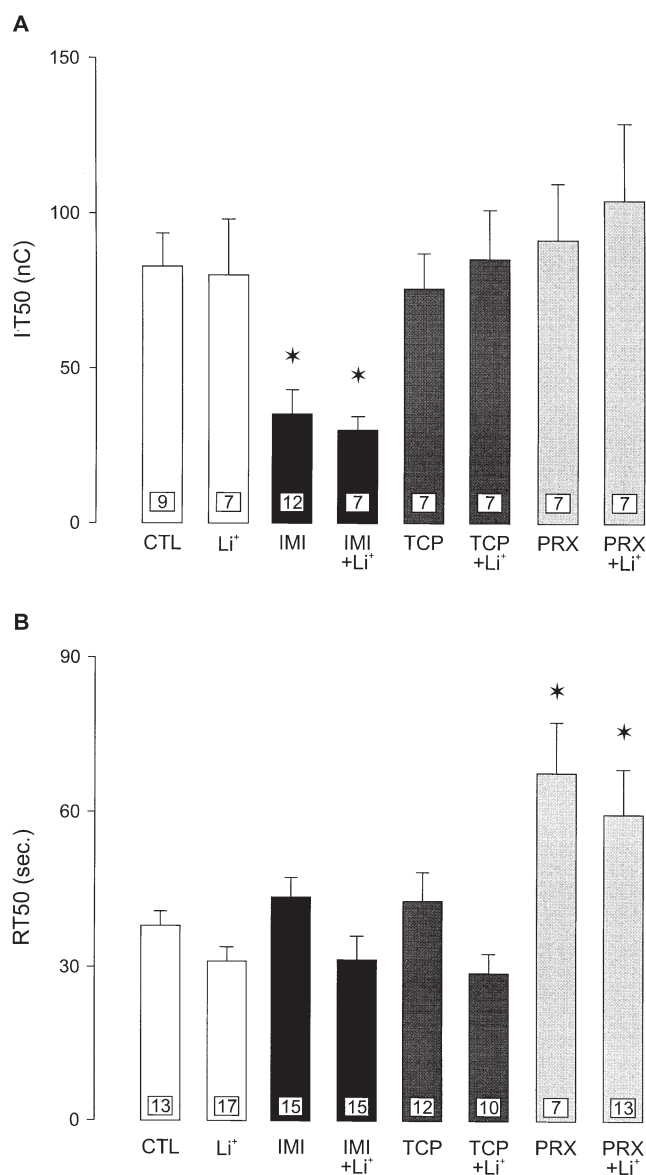 A
150
100
50
0
I·T50 (nC)
✶ ✶
9 7 12 7 7 7 7 7
CTL Li⁺ IMI IMI +Li⁺ TCP TCP +Li⁺ PRX PRX +Li⁺
B
90
60
30
0
RT50 (sec.)
✶ ✶
13 17 15 15 12 10 7 13
CTL Li⁺ IMI IMI +Li⁺ TCP TCP +Li⁺ PRX PRX +Li⁺